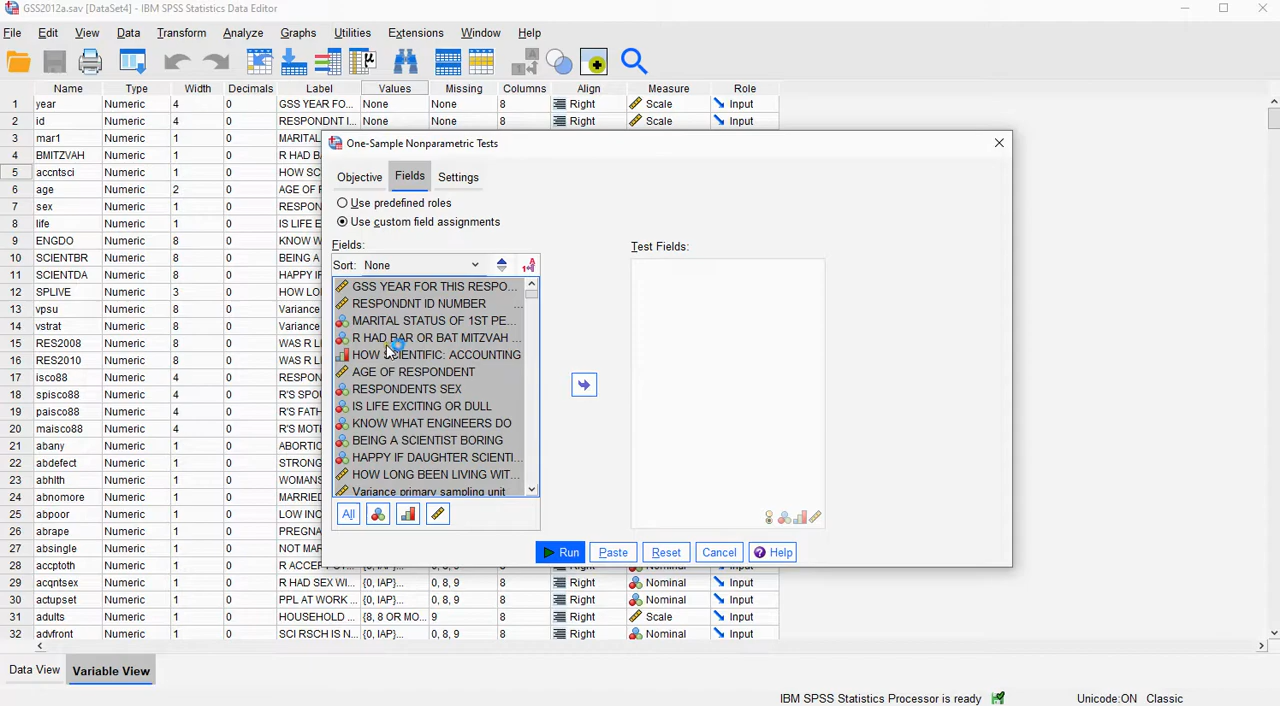 GSS2012a.sav [DataSet4] - IBM SPSS Statistics Data Editor
File Edit View Data Transform Analyze Graphs Utilities Extensions Window Help
Name Type Width Decimals Label Values Missing Columns Align Measure Role
1 year Numeric 4 0 GSS YEAR FO... None None 8 Right Scale Input
2 id Numeric 4 0 RESPONDNT I... None None 8 Right Scale Input
3 mar1 Numeric 1 0 MARITAL
4 BMITZVAH Numeric 1 0 R HAD BA
5 accntsci Numeric 1 0 HOW SC
6 age Numeric 2 0 AGE OF R
7 sex Numeric 1 0 RESPON
8 life Numeric 1 0 IS LIFE E
9 ENGDO Numeric 8 0 KNOW W
10 SCIENTBR Numeric 8 0 BEING A
11 SCIENTDA Numeric 8 0 HAPPY IF
12 SPLIVE Numeric 3 0 HOW LO
13 vpsu Numeric 8 0 Variance
14 vstrat Numeric 8 0 Variance
15 RES2008 Numeric 8 0 WAS R L
16 RES2010 Numeric 8 0 WAS R L
17 isco88 Numeric 4 0 RESPON
18 spisco88 Numeric 4 0 R'S SPOU
19 paisco88 Numeric 4 0 R'S FATH
20 maisco88 Numeric 4 0 R'S MOT
21 abany Numeric 1 0 ABORTIO
22 abdefect Numeric 1 0 STRONG
23 abhlth Numeric 1 0 WOMANS
24 abnomore Numeric 1 0 MARRIED
25 abpoor Numeric 1 0 LOW INC
26 abrape Numeric 1 0 PREGNA
27 absingle Numeric 1 0 NOT MAR
28 accptoth Numeric 1 0 R ACCEP
29 acqntsex Numeric 1 0 R HAD SEX WI... {0, IAP}... 0, 8, 9 8 Right Nominal Input
30 actupset Numeric 1 0 PPL AT WORK ... {0, IAP}... 0, 8, 9 8 Right Nominal Input
31 adults Numeric 1 0 HOUSEHOLD ... {8, 8 OR MO... 9 8 Right Scale Input
advfront Numeric 1 0 SCI RSCH IS N... {0, IAP}... 0, 8, 9 8 Right Nominal Input
One-Sample Nonparametric Tests
Objective Fields Settings
Use predefined roles
Use custom field assignments
Fields:
Sort: None
GSS YEAR FOR THIS RESPO...
RESPONDNT ID NUMBER ...
MARITAL STATUS OF 1ST PE...
R HAD BAR OR BAT MITZVAH ...
HOW SCIENTIFIC: ACCOUNTING
AGE OF RESPONDENT
RESPONDENTS SEX
IS LIFE EXCITING OR DULL
KNOW WHAT ENGINEERS DO
BEING A SCIENTIST BORING
HAPPY IF DAUGHTER SCIENTI...
HOW LONG BEEN LIVING WIT...
Variance primary sampling unit
All
Test Fields:
Run Paste Reset Cancel Help
Data View Variable View
IBM SPSS Statistics Processor is ready Unicode:ON Classic